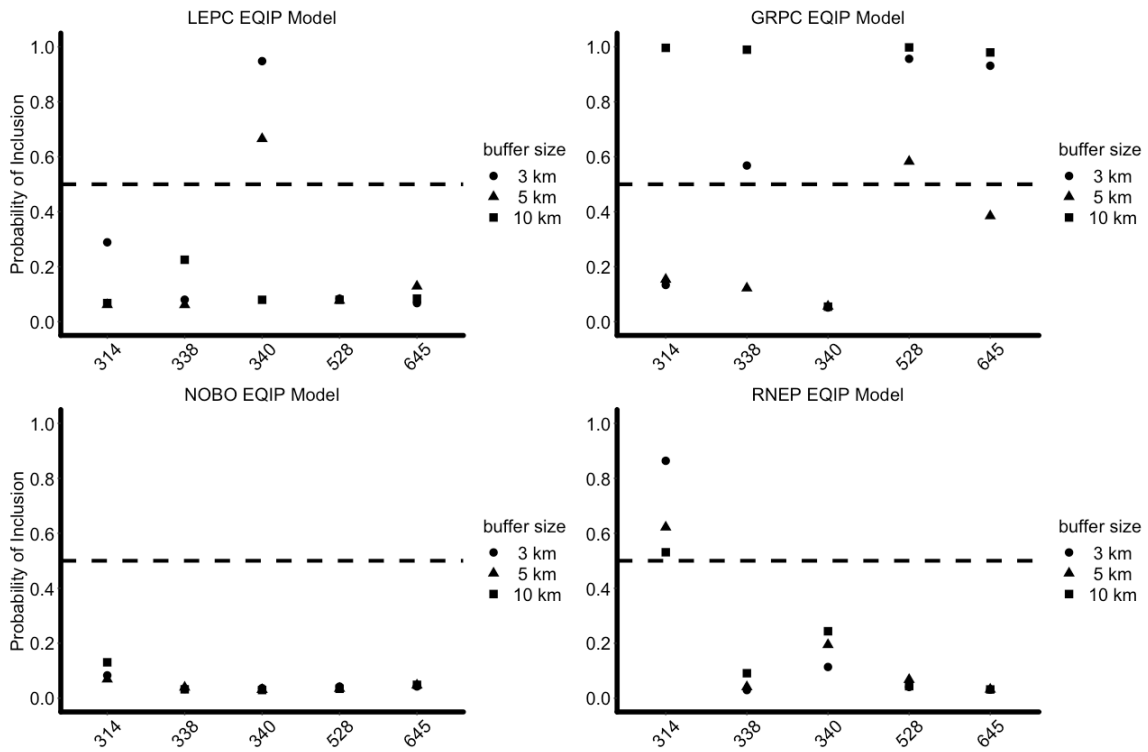 LEPC EQIP Model
Probability of Inclusion
1.0
0.8
0.6
0.4
0.2
0.0
314
338
340
528
645
buffer size
3 km
5 km
10 km
GRPC EQIP Model
1.0
0.8
0.6
0.4
0.2
0.0
314
338
340
528
645
buffer size
3 km
5 km
10 km
NOBO EQIP Model
Probability of Inclusion
1.0
0.8
0.6
0.4
0.2
0.0
314
338
340
528
645
buffer size
3 km
5 km
10 km
RNEP EQIP Model
1.0
0.8
0.6
0.4
0.2
0.0
314
338
340
528
645
buffer size
3 km
5 km
10 km